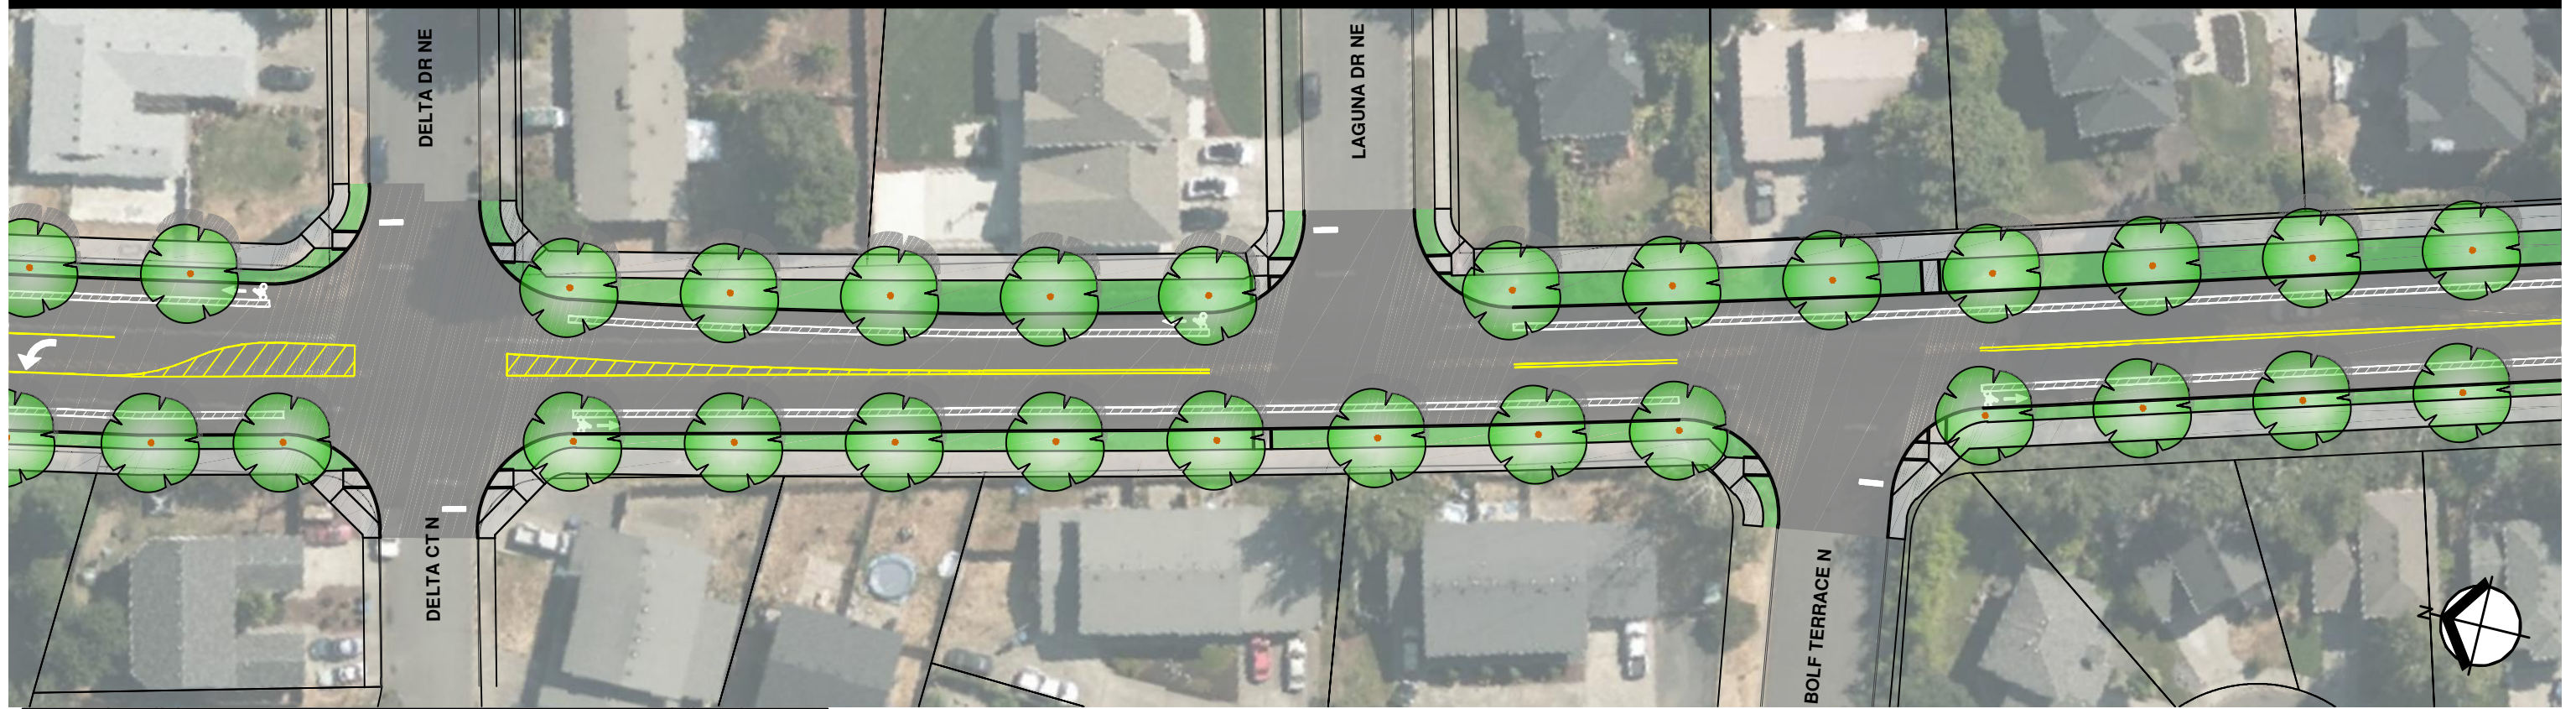 DELTA DR NE
LAGUNA DR NE
DELTA CT N
BOLF TERRACE N
N